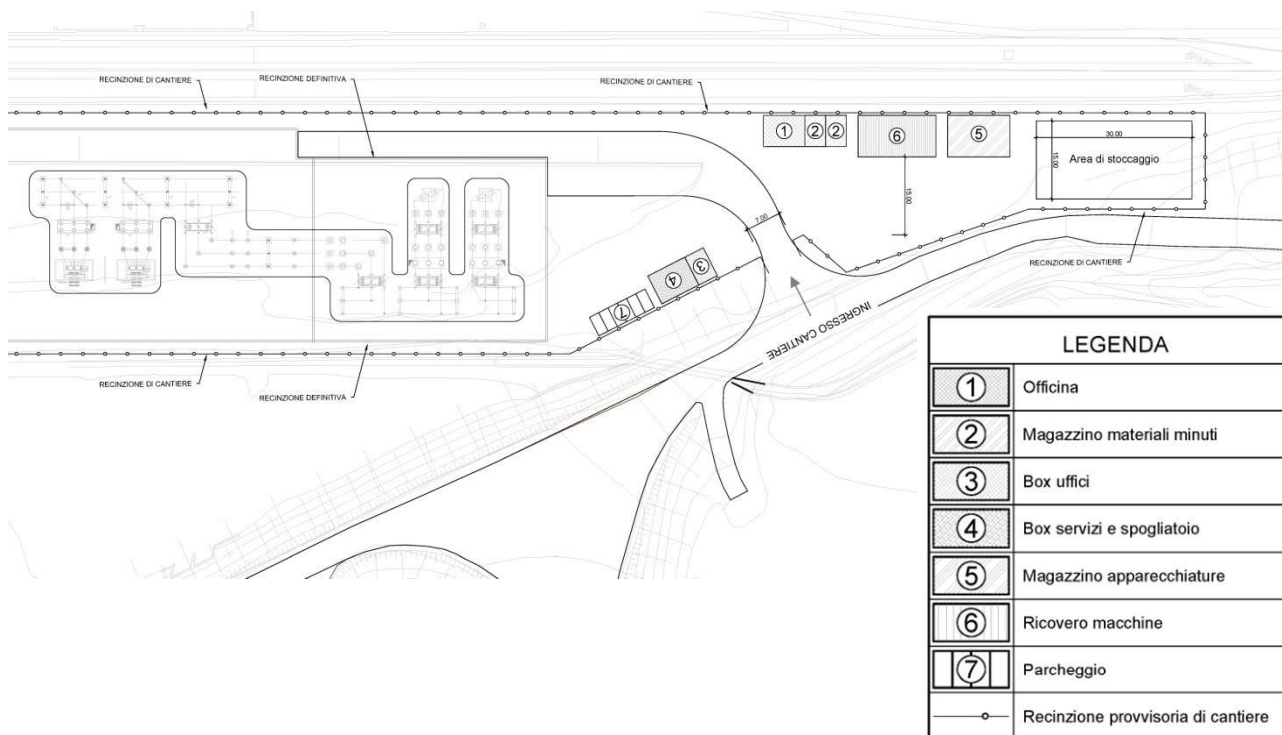 RECINZIONE DI CANTIERE
RECINZIONE DEFINITIVA
RECINZIONE DI CANTIERE
1
2
2
6
5
30.00
15.00
Area di stoccaggio
15.00
7.00
3
4
7
RECINZIONE DI CANTIERE
INGRESSO CANTIERE
RECINZIONE DI CANTIERE
RECINZIONE DEFINITIVA
LEGENDA
1 Officina
2 Magazzino materiali minuti
3 Box uffici
4 Box servizi e spogliatoio
5 Magazzino apparecchiature
6 Ricovero macchine
7 Parcheggio
Recinzione provvisoria di cantiere